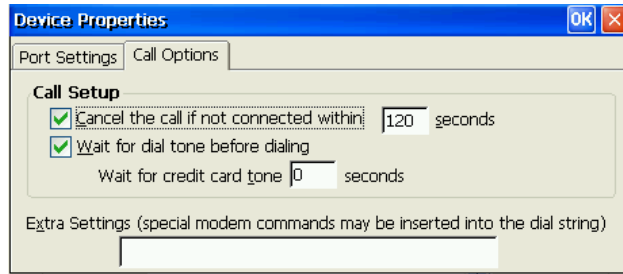 Device Properties OK
Port Settings Call Options
Call Setup
Cancel the call if not connected within 120 seconds
Wait for dial tone before dialing
Wait for credit card tone 0 seconds
Extra Settings (special modem commands may be inserted into the dial string)